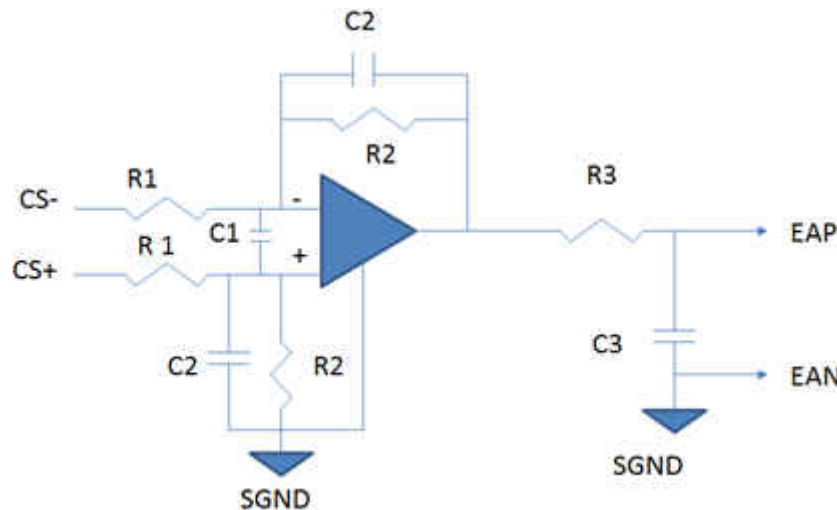 C2
R2
R1
CS-
-
R3
C1
EAP
R 1
+
CS+
C2
R2
C3
EAN
SGND
SGND